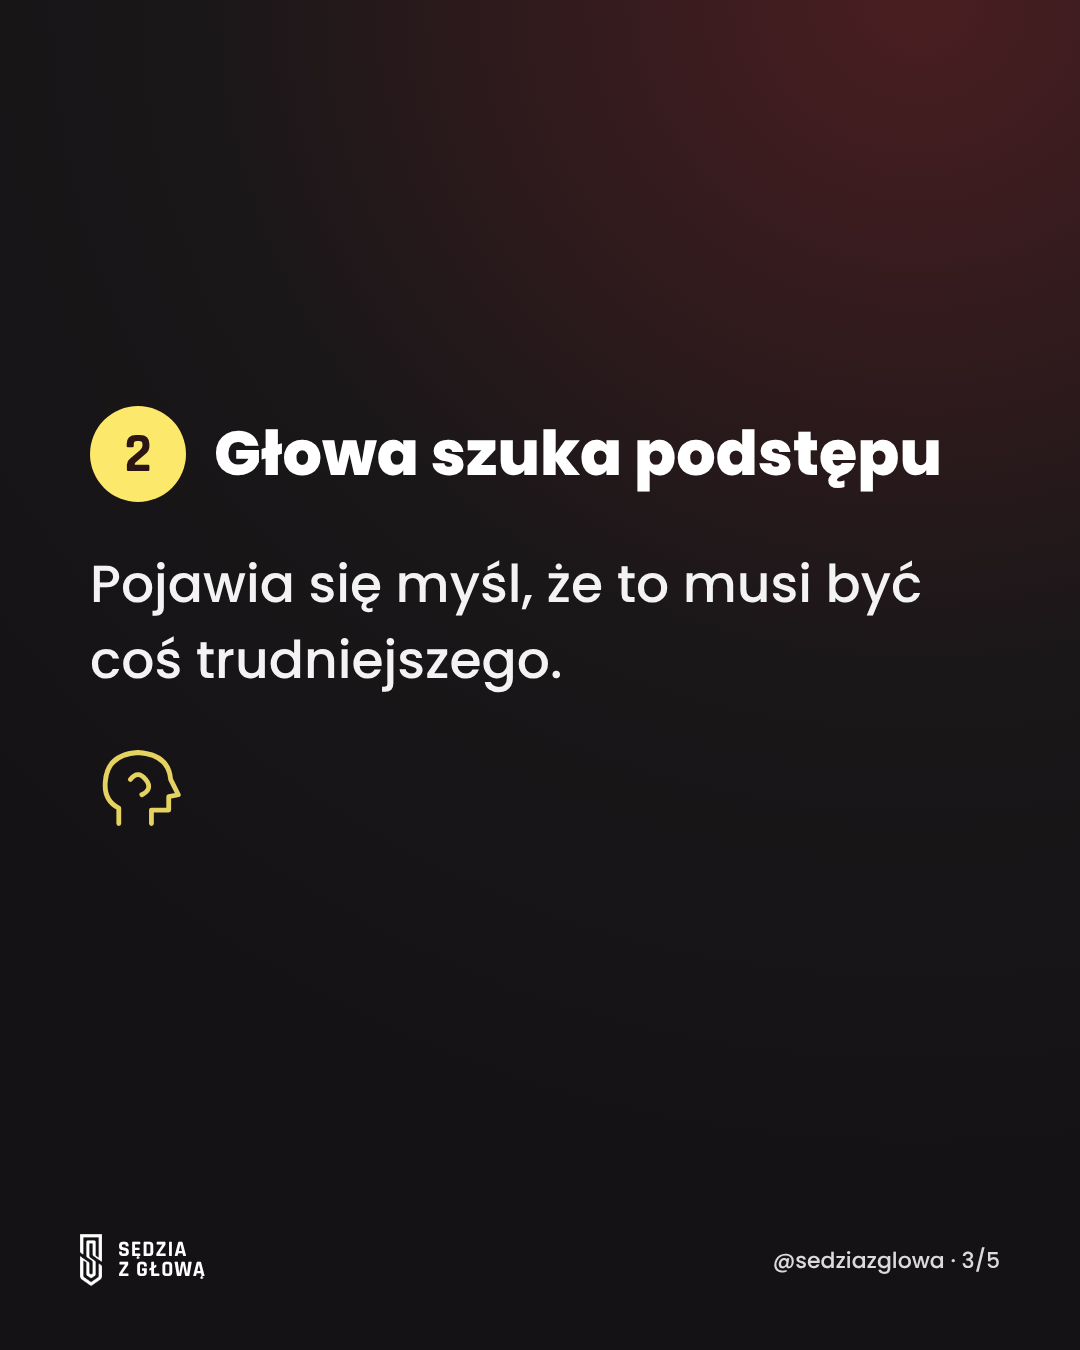 2 Głowa szuka podstępu
Pojawia się myśl, że to musi być
coś trudniejszego.
SĘDZIA
Z GŁOWĄ
@sedziazglowa · 3/5